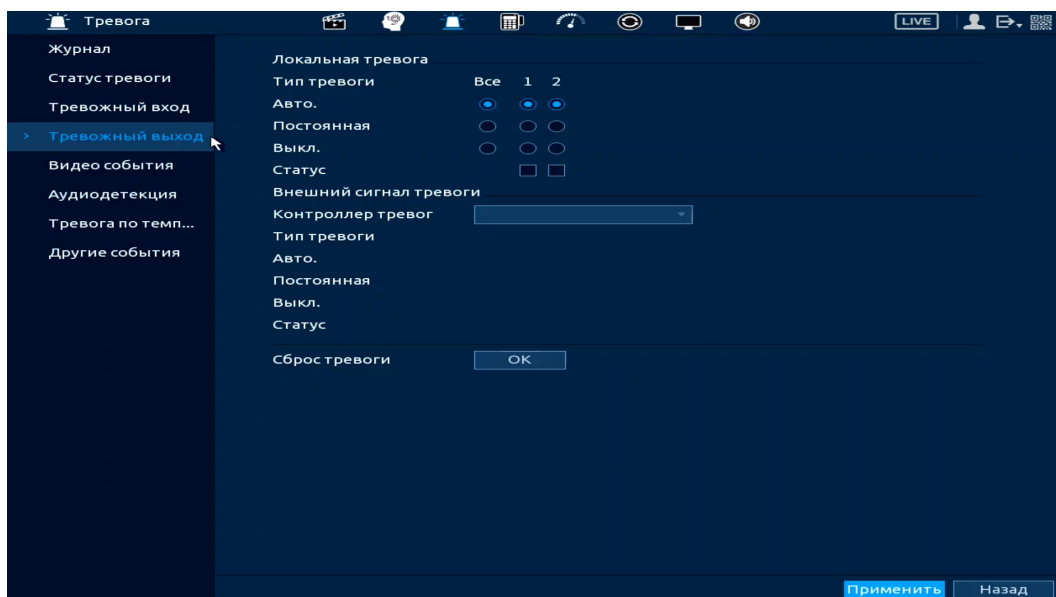 Тревога LIVE
Журнал
Статус тревоги
Тревожный вход
> Тревожный выход
Видео события
Аудиодетекция
Тревога по темп...
Другие события
Локальная тревога
Тип тревоги Все 1 2
Авто.
Постоянная
Выкл.
Статус
Внешний сигнал тревоги
Контроллер тревог
Тип тревоги
Авто.
Постоянная
Выкл.
Статус
Сброс тревоги OK
Применить Назад